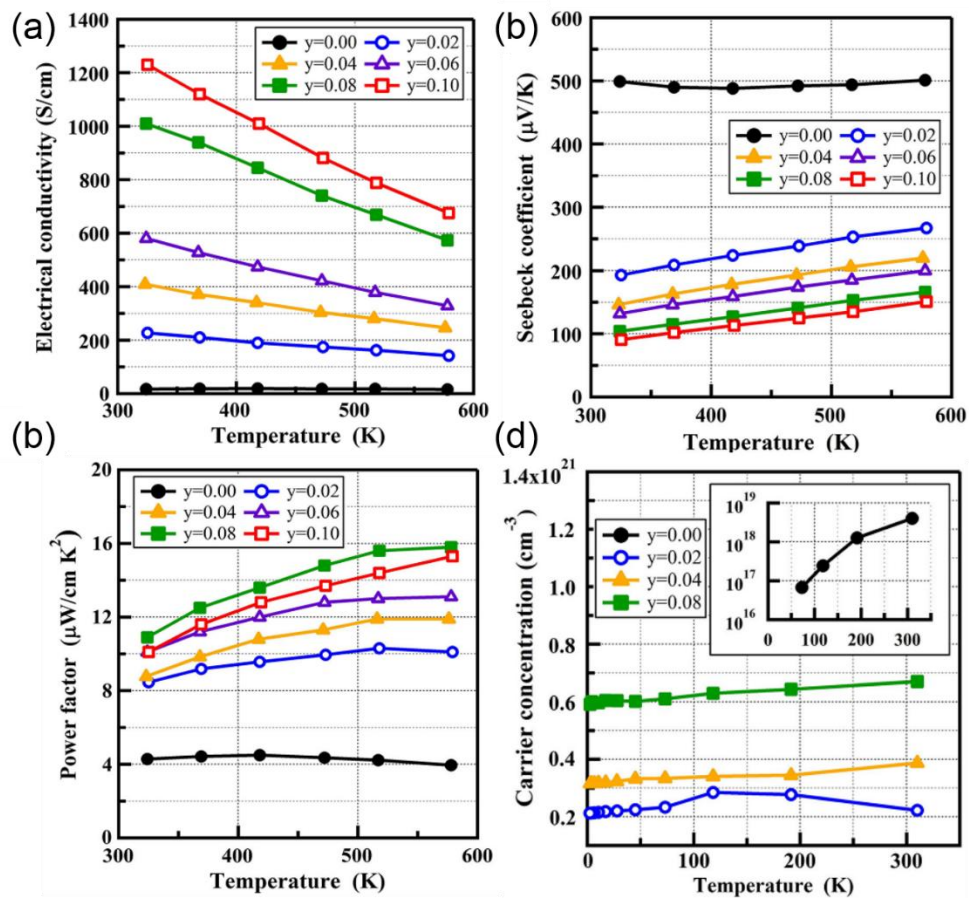 (a)
1400
1200
1000
800
600
400
200
0
Electrical conductivity (S/cm)
y=0.00 y=0.02
y=0.04 y=0.06
y=0.08 y=0.10
300 400 500 600
Temperature (K)
(b)
600
500
400
300
200
100
0
Seebeck coefficient (μV/K)
y=0.00 y=0.02
y=0.04 y=0.06
y=0.08 y=0.10
300 400 500 600
Temperature (K)
(b)
20
16
12
8
4
0
Power factor (μW/cm K²)
y=0.00 y=0.02
y=0.04 y=0.06
y=0.08 y=0.10
300 400 500 600
Temperature (K)
(d)
1.4x10²¹
1.2
1.0
0.8
0.6
0.4
0.2
Carrier concentration (cm⁻³)
y=0.00
y=0.02
y=0.04
y=0.08
10¹⁹
10¹⁸
10¹⁷
10¹⁶
0 100 200 300
0 100 200 300
Temperature (K)